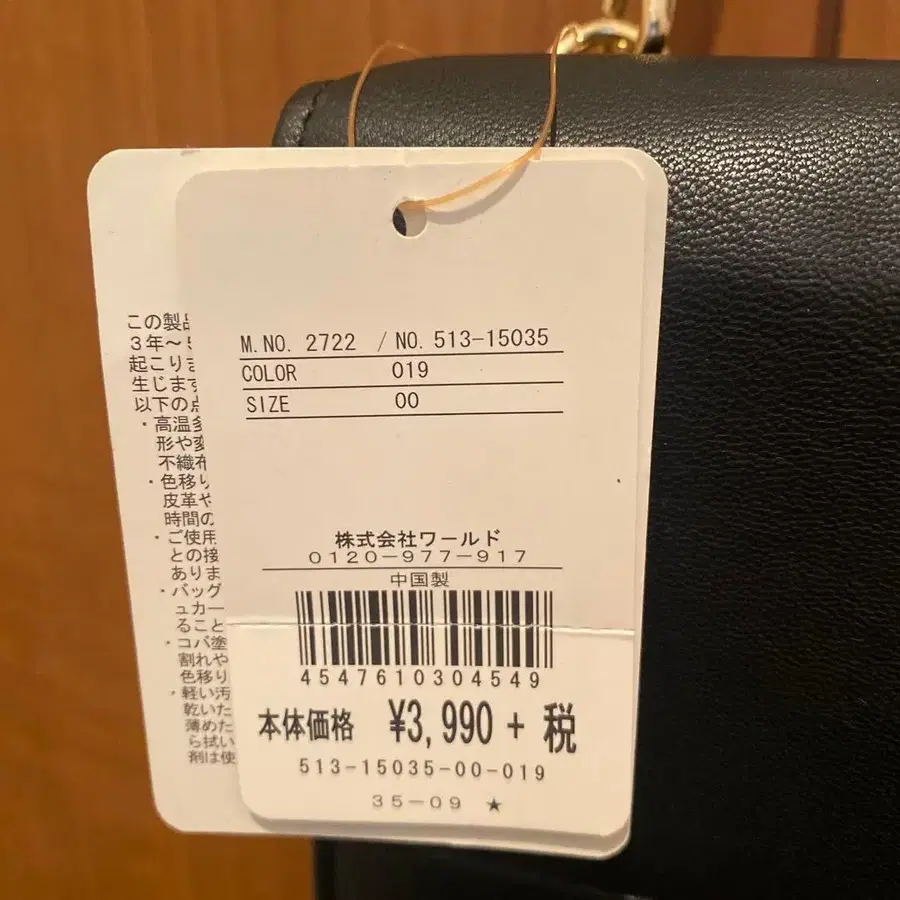 M.NO. 2722 / NO. 513-15035
COLOR 019
SIZE 00
株式会社ワールド
0120-977-917
中国製
4547610304549
本体価格 ¥3,990 + 税
513-15035-00-019
35-09 ★
この製品
3年〜5
起こりま
生じます
以下の点
・高温多
形や変
不織布
・色移り
皮革や
時間の
・ご使用
との接
ありま
・バッグ
ュカー
ること
・コバ塗
割れや
色移り
・軽い汚
乾いた
薄めた
ら拭い
剤は使